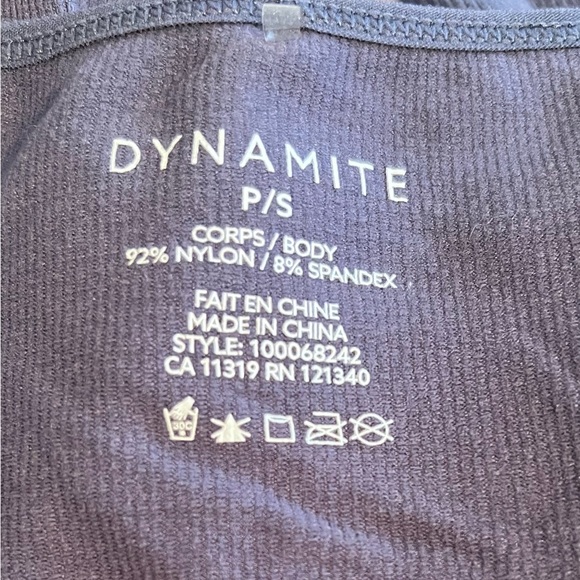 DYNAMITE
P/S
CORPS / BODY
92% NYLON / 8% SPANDEX
FAIT EN CHINE
MADE IN CHINA
STYLE: 100068242
CA 11319 RN 121340
30C